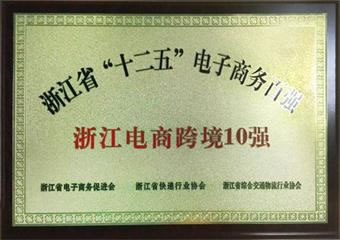 浙江省“十二五”电子商务百强
浙江电商跨境10强
浙江省电子商务促进会 浙江省快递行业协会 浙江省综合交通物流行业协会